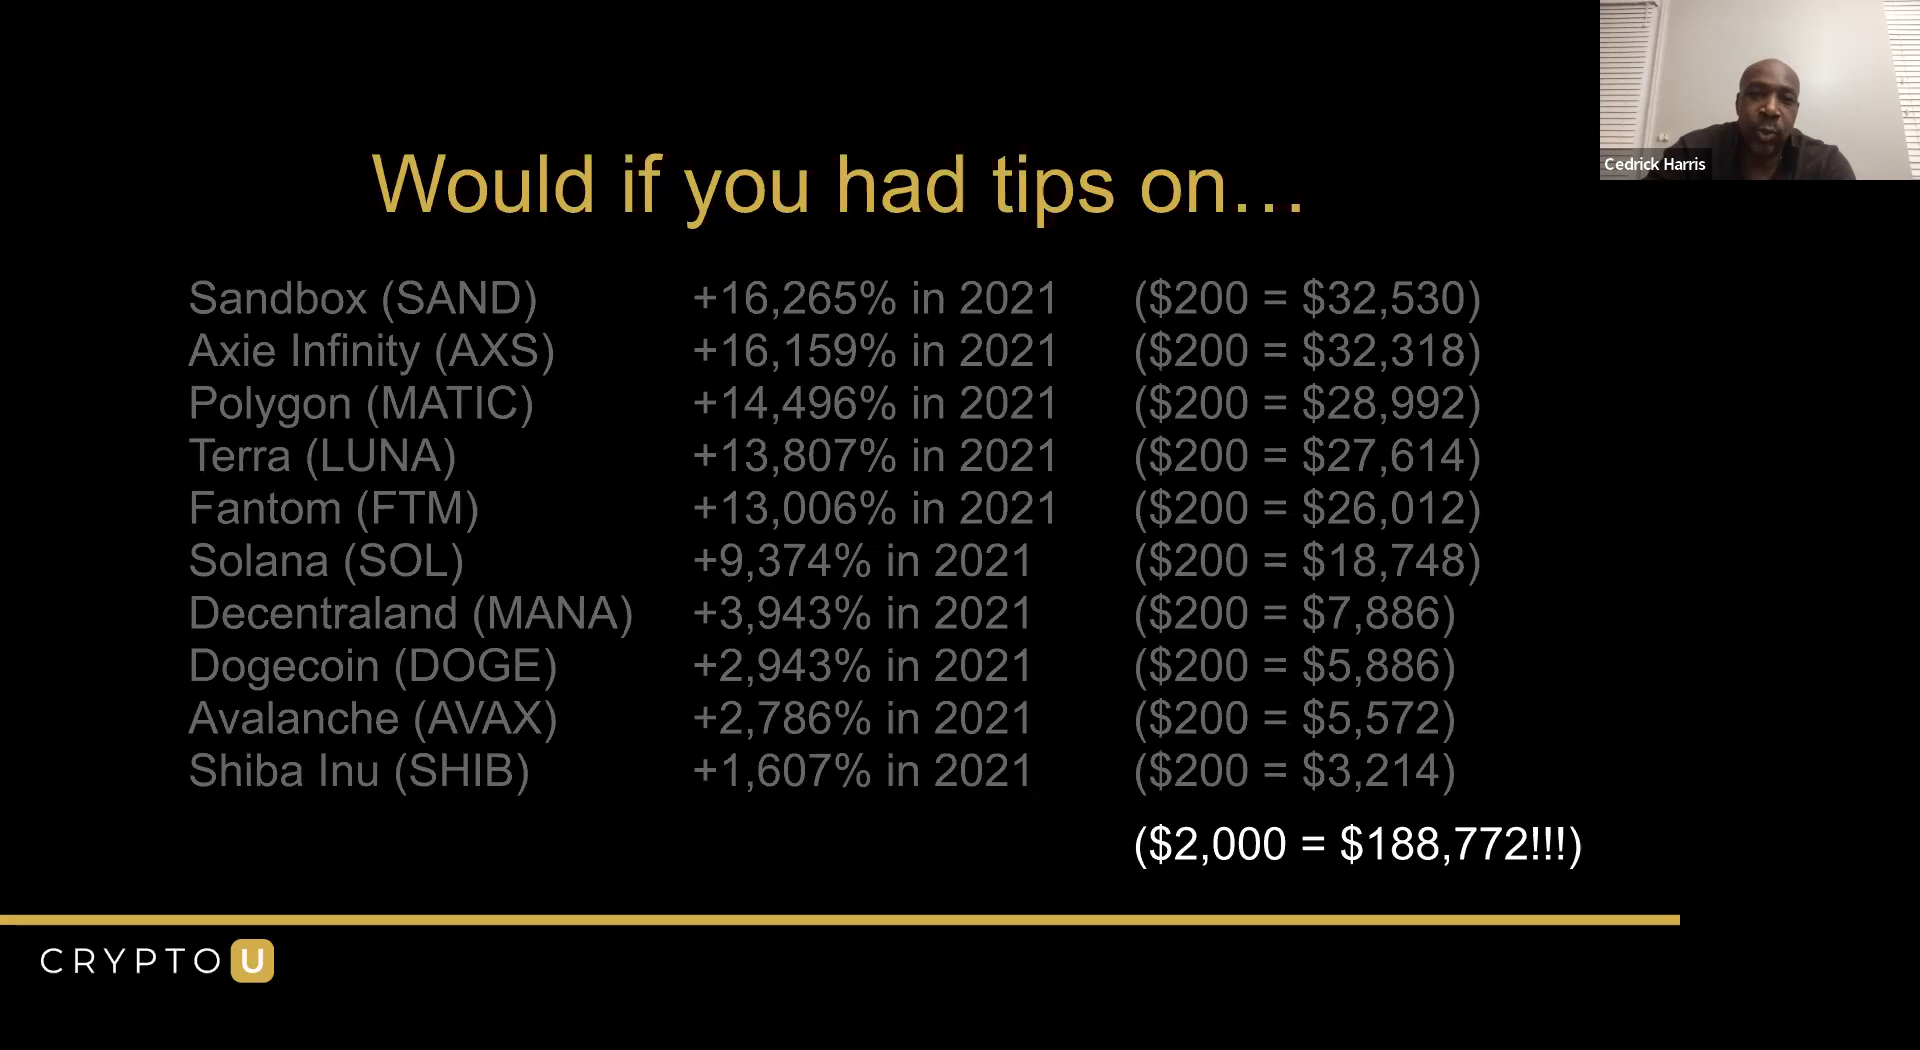 Cedrick Harris
Would if you had tips on…
Sandbox (SAND) +16,265% in 2021 ($200 = $32,530)
Axie Infinity (AXS) +16,159% in 2021 ($200 = $32,318)
Polygon (MATIC) +14,496% in 2021 ($200 = $28,992)
Terra (LUNA) +13,807% in 2021 ($200 = $27,614)
Fantom (FTM) +13,006% in 2021 ($200 = $26,012)
Solana (SOL) +9,374% in 2021 ($200 = $18,748)
Decentraland (MANA) +3,943% in 2021 ($200 = $7,886)
Dogecoin (DOGE) +2,943% in 2021 ($200 = $5,886)
Avalanche (AVAX) +2,786% in 2021 ($200 = $5,572)
Shiba Inu (SHIB) +1,607% in 2021 ($200 = $3,214)
($2,000 = $188,772!!!)
CRYPTO U